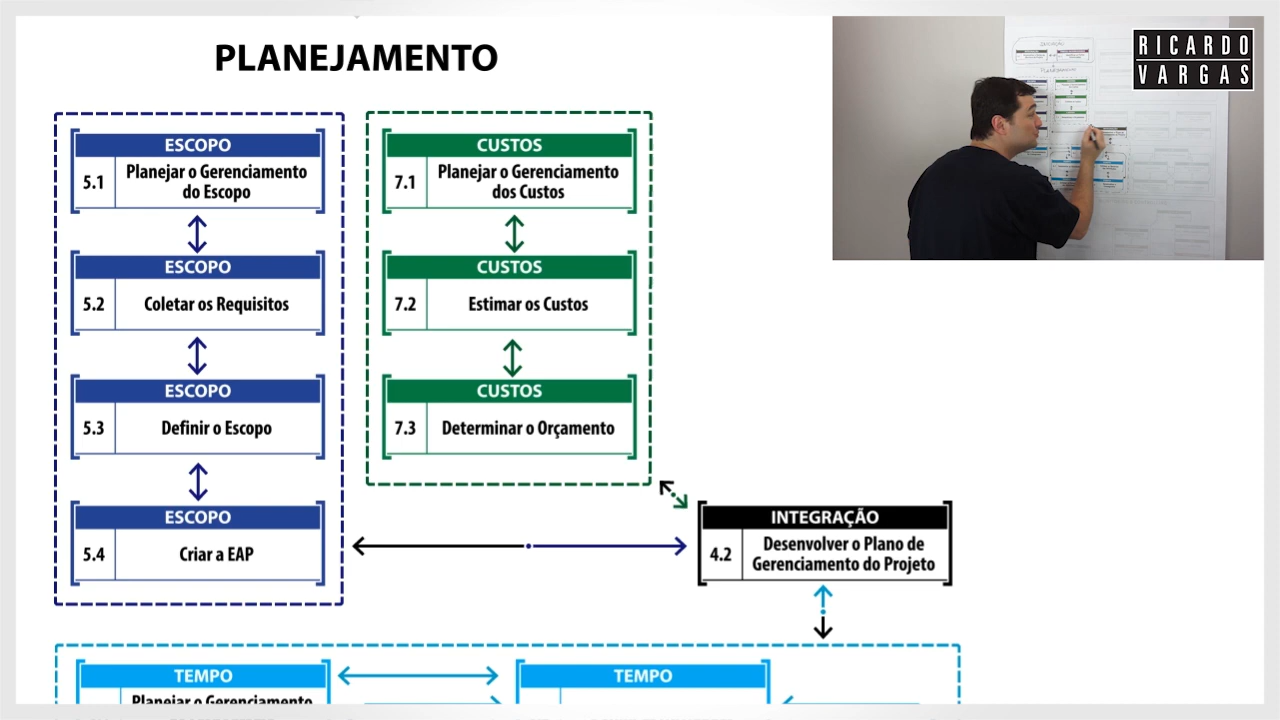 PLANEJAMENTO
RICARDO
VARGAS
ESCOPO
5.1
Planejar o Gerenciamento
do Escopo
ESCOPO
5.2
Coletar os Requisitos
ESCOPO
5.3
Definir o Escopo
ESCOPO
5.4
Criar a EAP
CUSTOS
7.1
Planejar o Gerenciamento
dos Custos
CUSTOS
7.2
Estimar os Custos
CUSTOS
7.3
Determinar o Orçamento
INTEGRAÇÃO
4.2
Desenvolver o Plano de
Gerenciamento do Projeto
TEMPO
Planejar o Gerenciamento
TEMPO